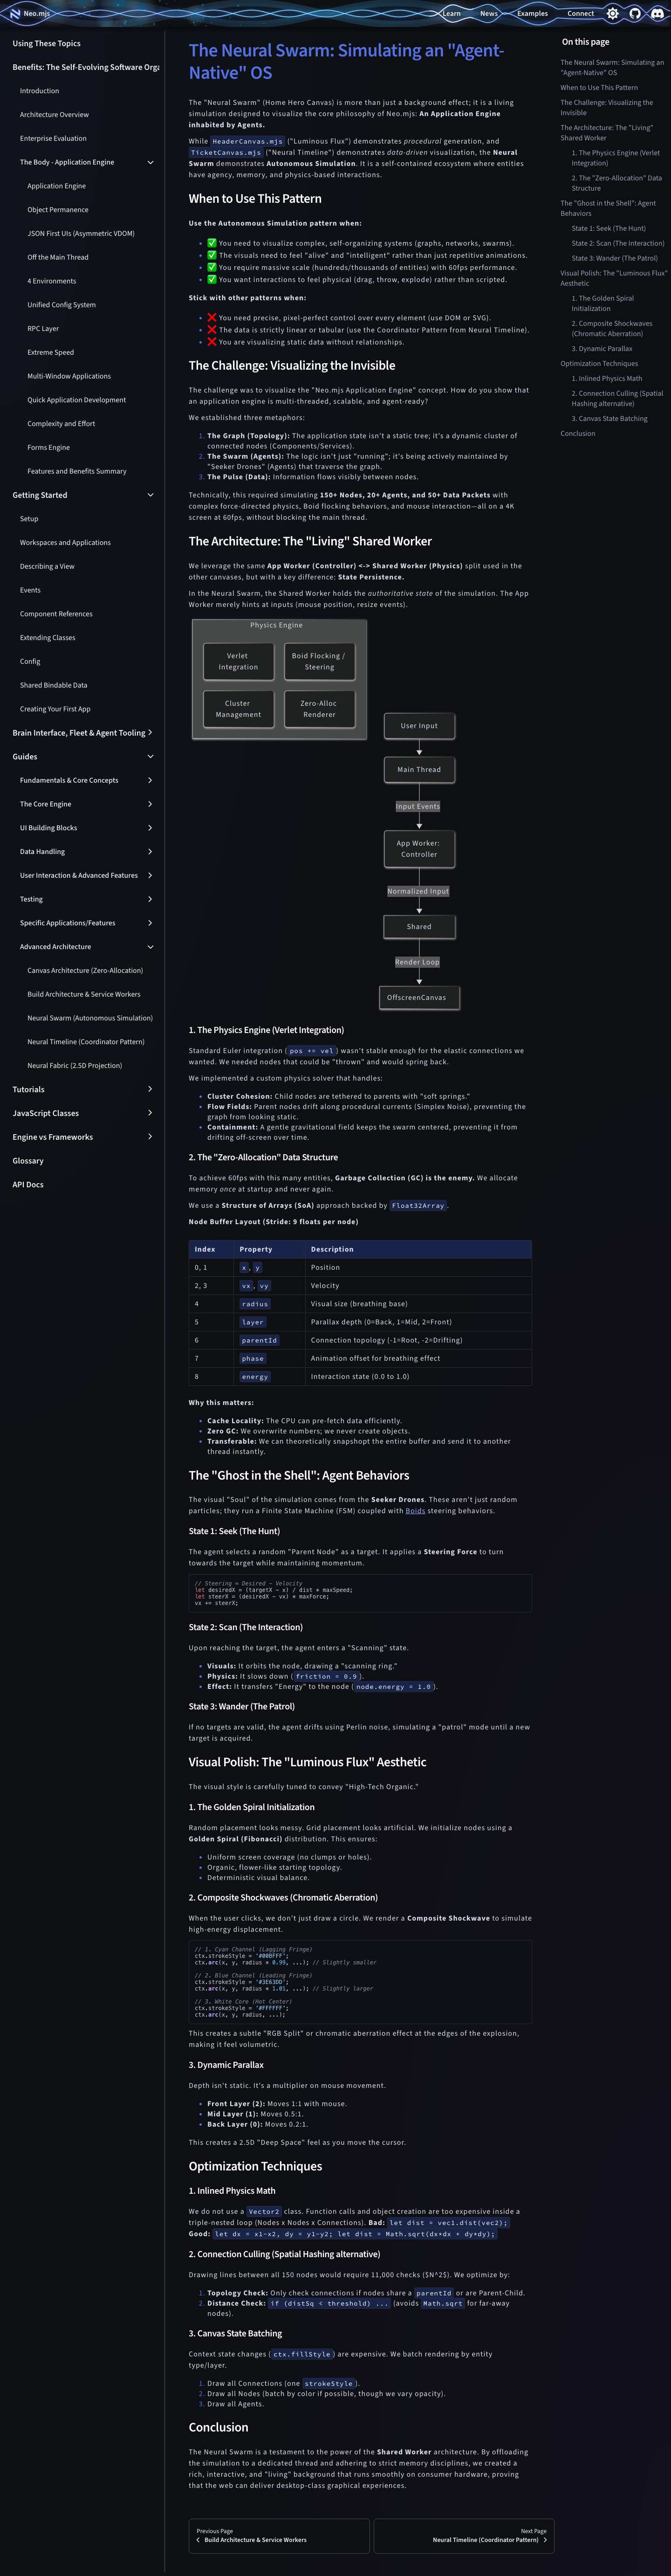 Neo.mjs
Learn
News
Examples
Connect
Using These Topics
Benefits: The Self-Evolving Software Orga
Introduction
Architecture Overview
Enterprise Evaluation
The Body - Application Engine
Application Engine
Object Permanence
JSON First UIs (Asymmetric VDOM)
Off the Main Thread
4 Environments
Unified Config System
RPC Layer
Extreme Speed
Multi-Window Applications
Quick Application Development
Complexity and Effort
Forms Engine
Features and Benefits Summary
Getting Started
Setup
Workspaces and Applications
Describing a View
Events
Component References
Extending Classes
Config
Shared Bindable Data
Creating Your First App
Brain Interface, Fleet & Agent Tooling
Guides
Fundamentals & Core Concepts
The Core Engine
UI Building Blocks
Data Handling
User Interaction & Advanced Features
Testing
Specific Applications/Features
Advanced Architecture
Canvas Architecture (Zero-Allocation)
Build Architecture & Service Workers
Neural Swarm (Autonomous Simulation)
Neural Timeline (Coordinator Pattern)
Neural Fabric (2.5D Projection)
Tutorials
JavaScript Classes
Engine vs Frameworks
Glossary
API Docs
The Neural Swarm: Simulating an "Agent-
Native" OS
The "Neural Swarm" (Home Hero Canvas) is more than just a background effect; it is a living
simulation designed to visualize the core philosophy of Neo.mjs: An Application Engine
inhabited by Agents.
While HeaderCanvas.mjs ("Luminous Flux") demonstrates procedural generation, and
TicketCanvas.mjs ("Neural Timeline") demonstrates data-driven visualization, the Neural
Swarm demonstrates Autonomous Simulation. It is a self-contained ecosystem where entities
have agency, memory, and physics-based interactions.
When to Use This Pattern
Use the Autonomous Simulation pattern when:
✅ You need to visualize complex, self-organizing systems (graphs, networks, swarms).
✅ The visuals need to feel "alive" and "intelligent" rather than just repetitive animations.
✅ You require massive scale (hundreds/thousands of entities) with 60fps performance.
✅ You want interactions to feel physical (drag, throw, explode) rather than scripted.
Stick with other patterns when:
❌ You need precise, pixel-perfect control over every element (use DOM or SVG).
❌ The data is strictly linear or tabular (use the Coordinator Pattern from Neural Timeline).
❌ You are visualizing static data without relationships.
The Challenge: Visualizing the Invisible
The challenge was to visualize the "Neo.mjs Application Engine" concept. How do you show that
an application engine is multi-threaded, scalable, and agent-ready?
We established three metaphors:
1. The Graph (Topology): The application state isn't a static tree; it's a dynamic cluster of
connected nodes (Components/Services).
2. The Swarm (Agents): The logic isn't just "running"; it's being actively maintained by
"Seeker Drones" (Agents) that traverse the graph.
3. The Pulse (Data): Information flows visibly between nodes.
Technically, this required simulating 150+ Nodes, 20+ Agents, and 50+ Data Packets with
complex force-directed physics, Boid flocking behaviors, and mouse interaction—all on a 4K
screen at 60fps, without blocking the main thread.
The Architecture: The "Living" Shared Worker
We leverage the same App Worker (Controller) <-> Shared Worker (Physics) split used in the
other canvases, but with a key difference: State Persistence.
In the Neural Swarm, the Shared Worker holds the authoritative state of the simulation. The App
Worker merely hints at inputs (mouse position, resize events).
Physics Engine
Verlet
Integration
Boid Flocking /
Steering
Cluster
Management
Zero-Alloc
Renderer
User Input
Main Thread
Input Events
App Worker:
Controller
Normalized Input
Shared
Render Loop
OffscreenCanvas
1. The Physics Engine (Verlet Integration)
Standard Euler integration (pos += vel) wasn't stable enough for the elastic connections we
wanted. We needed nodes that could be "thrown" and would spring back.
We implemented a custom physics solver that handles:
Cluster Cohesion: Child nodes are tethered to parents with "soft springs."
Flow Fields: Parent nodes drift along procedural currents (Simplex Noise), preventing the
graph from looking static.
Containment: A gentle gravitational field keeps the swarm centered, preventing it from
drifting off-screen over time.
2. The "Zero-Allocation" Data Structure
To achieve 60fps with this many entities, Garbage Collection (GC) is the enemy. We allocate
memory once at startup and never again.
We use a Structure of Arrays (SoA) approach backed by Float32Array.
Node Buffer Layout (Stride: 9 floats per node)
Index Property Description
0, 1 x, y Position
2, 3 vx, vy Velocity
4 radius Visual size (breathing base)
5 layer Parallax depth (0=Back, 1=Mid, 2=Front)
6 parentId Connection topology (-1=Root, -2=Drifting)
7 phase Animation offset for breathing effect
8 energy Interaction state (0.0 to 1.0)
Why this matters:
Cache Locality: The CPU can pre-fetch data efficiently.
Zero GC: We overwrite numbers; we never create objects.
Transferable: We can theoretically snapshopt the entire buffer and send it to another
thread instantly.
The "Ghost in the Shell": Agent Behaviors
The visual "Soul" of the simulation comes from the Seeker Drones. These aren't just random
particles; they run a Finite State Machine (FSM) coupled with Boids steering behaviors.
State 1: Seek (The Hunt)
The agent selects a random "Parent Node" as a target. It applies a Steering Force to turn
towards the target while maintaining momentum.
// Steering = Desired - Velocity
let desiredX = (targetX - x) / dist * maxSpeed;
let steerX = (desiredX - vx) * maxForce;
vx += steerX;
State 2: Scan (The Interaction)
Upon reaching the target, the agent enters a "Scanning" state.
Visuals: It orbits the node, drawing a "scanning ring."
Physics: It slows down (friction = 0.9).
Effect: It transfers "Energy" to the node (node.energy = 1.0).
State 3: Wander (The Patrol)
If no targets are valid, the agent drifts using Perlin noise, simulating a "patrol" mode until a new
target is acquired.
Visual Polish: The "Luminous Flux" Aesthetic
The visual style is carefully tuned to convey "High-Tech Organic."
1. The Golden Spiral Initialization
Random placement looks messy. Grid placement looks artificial. We initialize nodes using a
Golden Spiral (Fibonacci) distribution. This ensures:
Uniform screen coverage (no clumps or holes).
Organic, flower-like starting topology.
Deterministic visual balance.
2. Composite Shockwaves (Chromatic Aberration)
When the user clicks, we don't just draw a circle. We render a Composite Shockwave to simulate
high-energy displacement.
// 1. Cyan Channel (Lagging Fringe)
ctx.strokeStyle = '#00BFFF';
ctx.arc(x, y, radius * 0.99, ...); // Slightly smaller
// 2. Blue Channel (Leading Fringe)
ctx.strokeStyle = '#3E63DD';
ctx.arc(x, y, radius * 1.01, ...); // Slightly larger
// 3. White Core (Hot Center)
ctx.strokeStyle = '#FFFFFF';
ctx.arc(x, y, radius, ...);
This creates a subtle "RGB Split" or chromatic aberration effect at the edges of the explosion,
making it feel volumetric.
3. Dynamic Parallax
Depth isn't static. It's a multiplier on mouse movement.
Front Layer (2): Moves 1:1 with mouse.
Mid Layer (1): Moves 0.5:1.
Back Layer (0): Moves 0.2:1.
This creates a 2.5D "Deep Space" feel as you move the cursor.
Optimization Techniques
1. Inlined Physics Math
We do not use a Vector2 class. Function calls and object creation are too expensive inside a
triple-nested loop (Nodes x Nodes x Connections). Bad: let dist = vec1.dist(vec2);
Good: let dx = x1-x2, dy = y1-y2; let dist = Math.sqrt(dx*dx + dy*dy);
2. Connection Culling (Spatial Hashing alternative)
Drawing lines between all 150 nodes would require 11,000 checks ($N^2$). We optimize by:
1. Topology Check: Only check connections if nodes share a parentId or are Parent-Child.
2. Distance Check: if (distSq < threshold) ... (avoids Math.sqrt for far-away
nodes).
3. Canvas State Batching
Context state changes (ctx.fillStyle) are expensive. We batch rendering by entity
type/layer.
1. Draw all Connections (one strokeStyle).
2. Draw all Nodes (batch by color if possible, though we vary opacity).
3. Draw all Agents.
Conclusion
The Neural Swarm is a testament to the power of the Shared Worker architecture. By offloading
the simulation to a dedicated thread and adhering to strict memory disciplines, we created a
rich, interactive, and "living" background that runs smoothly on consumer hardware, proving
that the web can deliver desktop-class graphical experiences.
Previous Page
Build Architecture & Service Workers
Next Page
Neural Timeline (Coordinator Pattern)
On this page
The Neural Swarm: Simulating an
"Agent-Native" OS
When to Use This Pattern
The Challenge: Visualizing the
Invisible
The Architecture: The "Living"
Shared Worker
1. The Physics Engine (Verlet
Integration)
2. The "Zero-Allocation" Data
Structure
The "Ghost in the Shell": Agent
Behaviors
State 1: Seek (The Hunt)
State 2: Scan (The Interaction)
State 3: Wander (The Patrol)
Visual Polish: The "Luminous Flux"
Aesthetic
1. The Golden Spiral
Initialization
2. Composite Shockwaves
(Chromatic Aberration)
3. Dynamic Parallax
Optimization Techniques
1. Inlined Physics Math
2. Connection Culling (Spatial
Hashing alternative)
3. Canvas State Batching
Conclusion